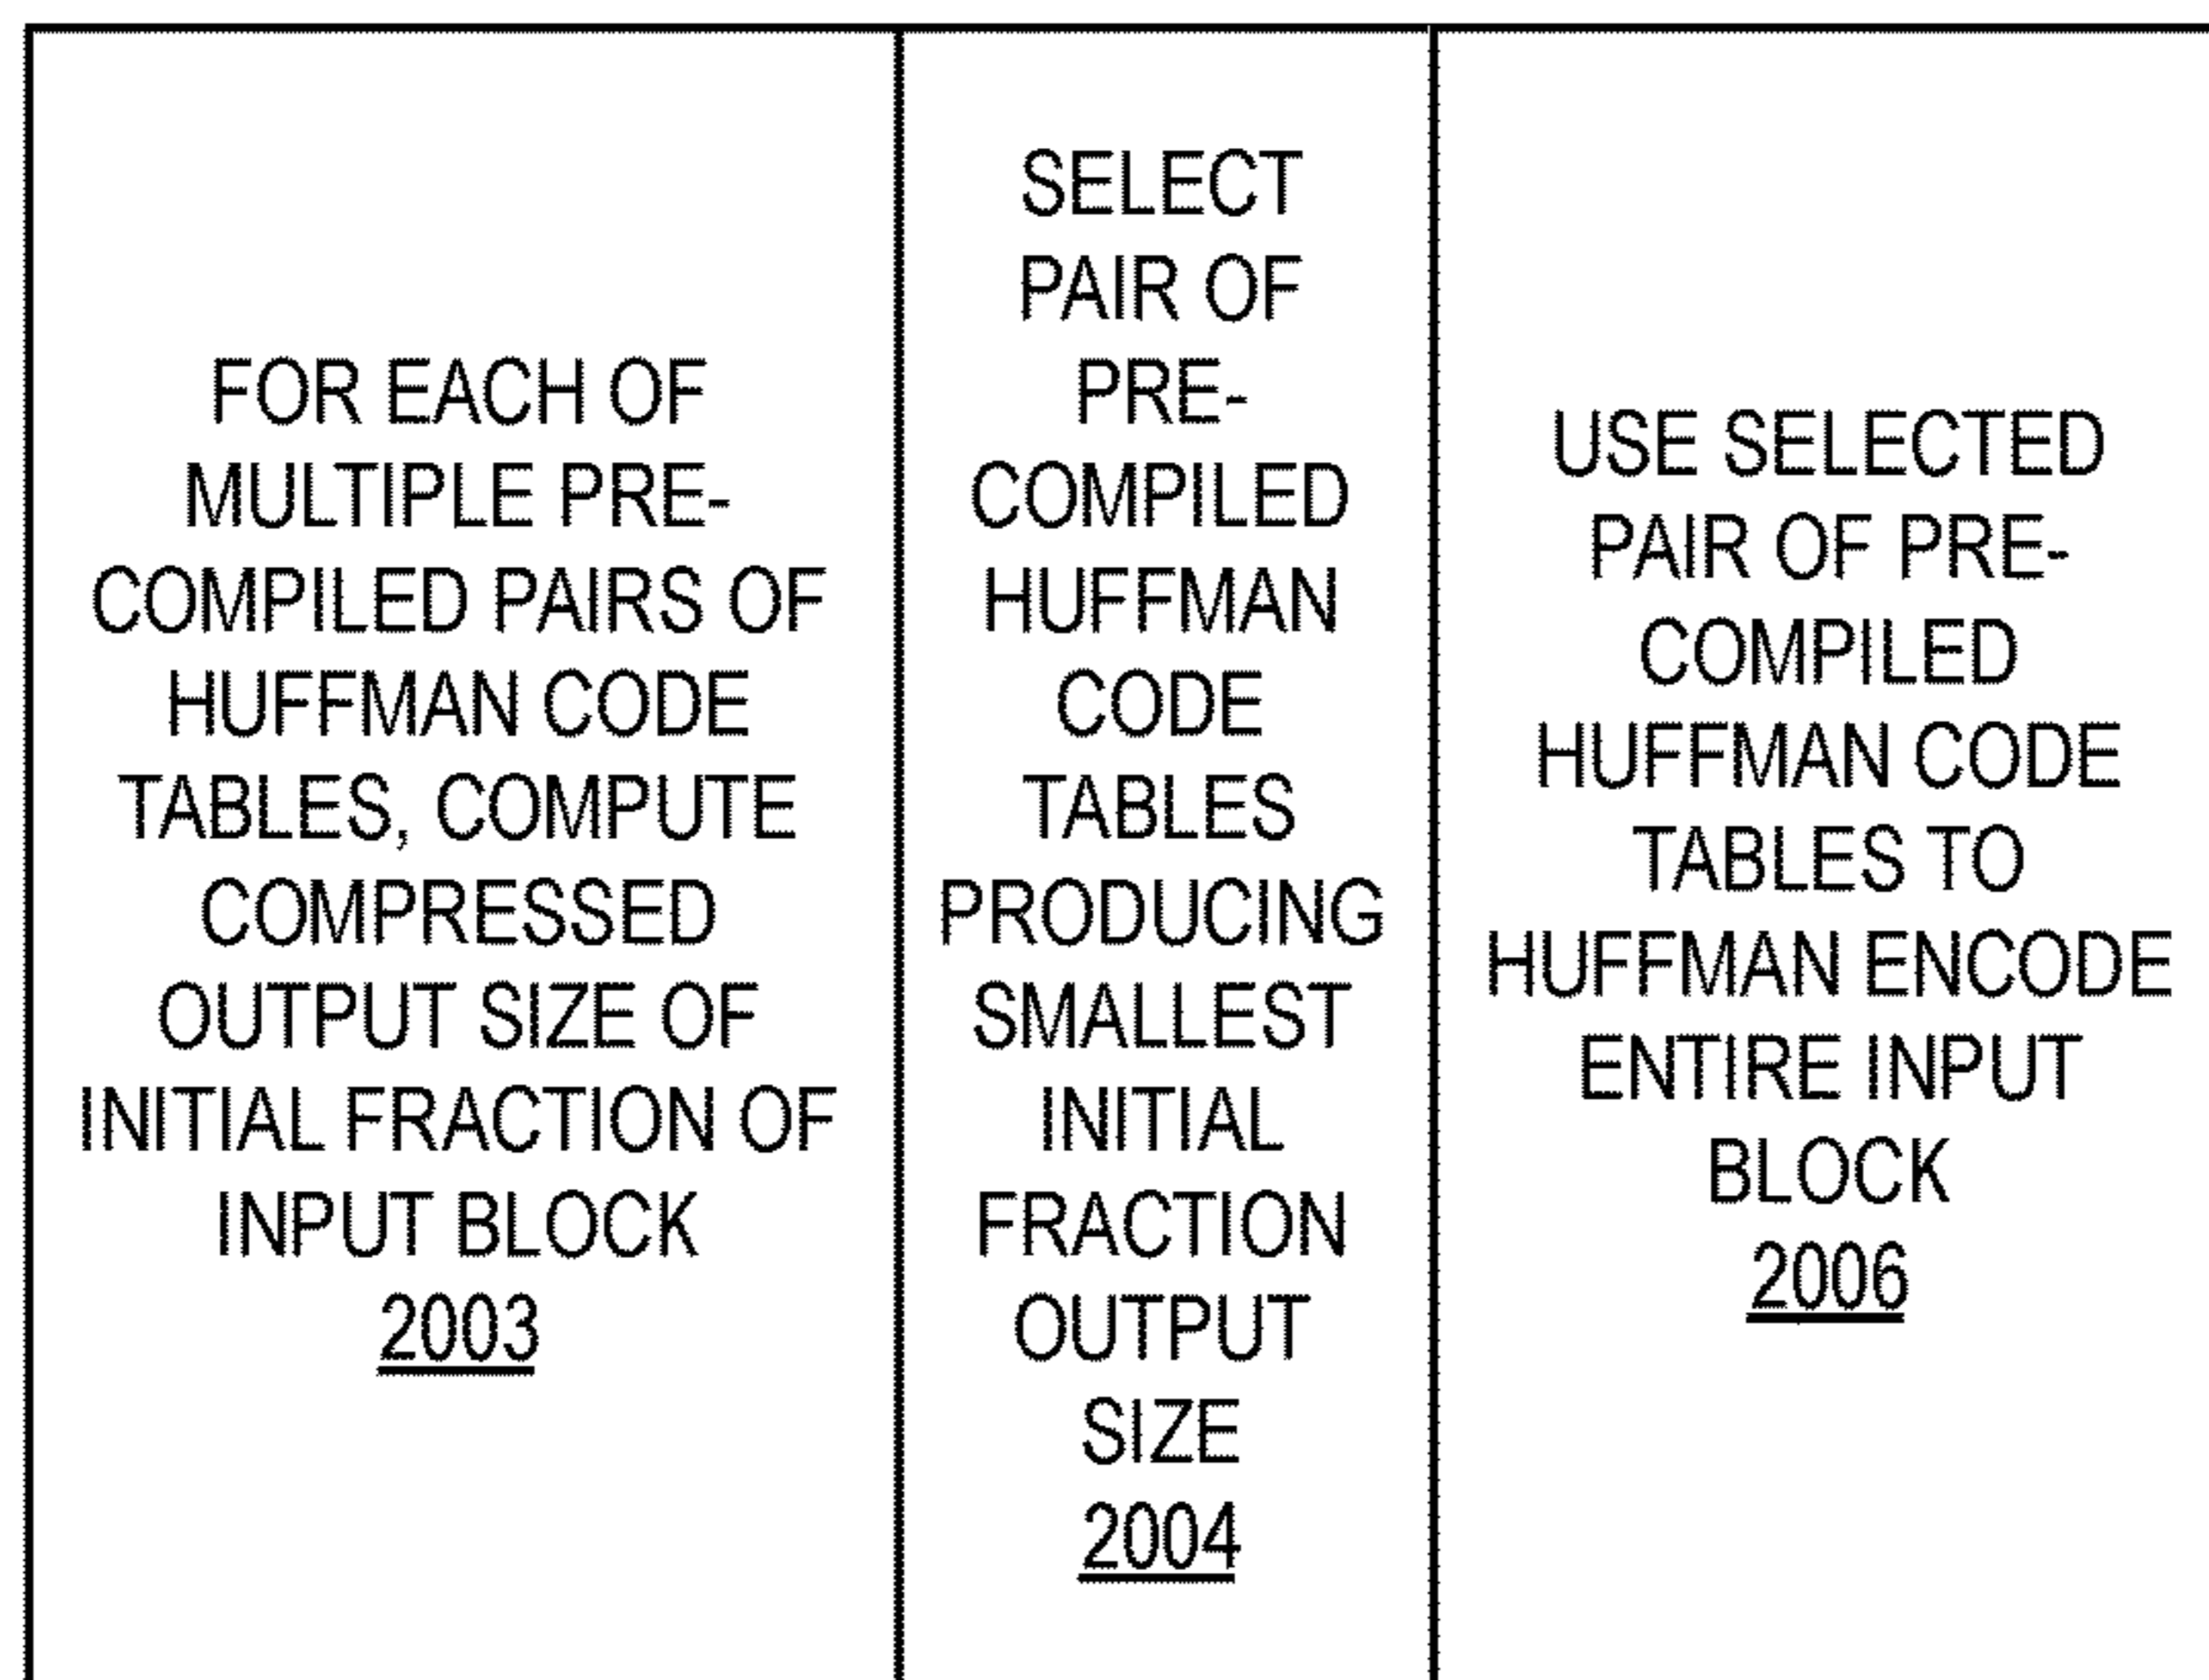 FOR EACH OF
MULTIPLE PRE-
COMPILED PAIRS OF
HUFFMAN CODE
TABLES, COMPUTE
COMPRESSED
OUTPUT SIZE OF
INITIAL FRACTION OF
INPUT BLOCK
2003
SELECT
PAIR OF
PRE-
COMPILED
HUFFMAN
CODE
TABLES
PRODUCING
SMALLEST
INITIAL
FRACTION
OUTPUT
SIZE
2004
USE SELECTED
PAIR OF PRE-
COMPILED
HUFFMAN CODE
TABLES TO
HUFFMAN ENCODE
ENTIRE INPUT
BLOCK
2006